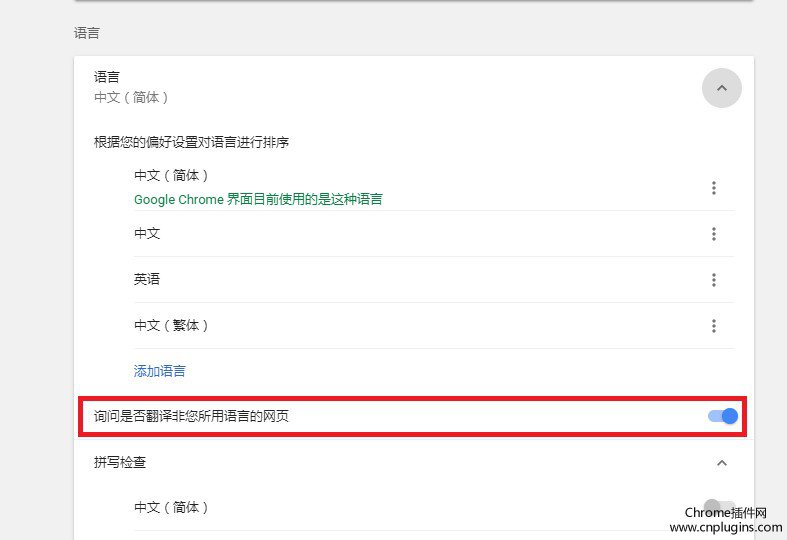 语言
语言
中文（简体）
根据您的偏好设置对语言进行排序
中文（简体）
Google Chrome 界面目前使用的是这种语言
中文
英语
中文（繁体）
添加语言
询问是否翻译非您所用语言的网页
拼写检查
中文（简体）
Chrome插件网
www.cnplugins.com